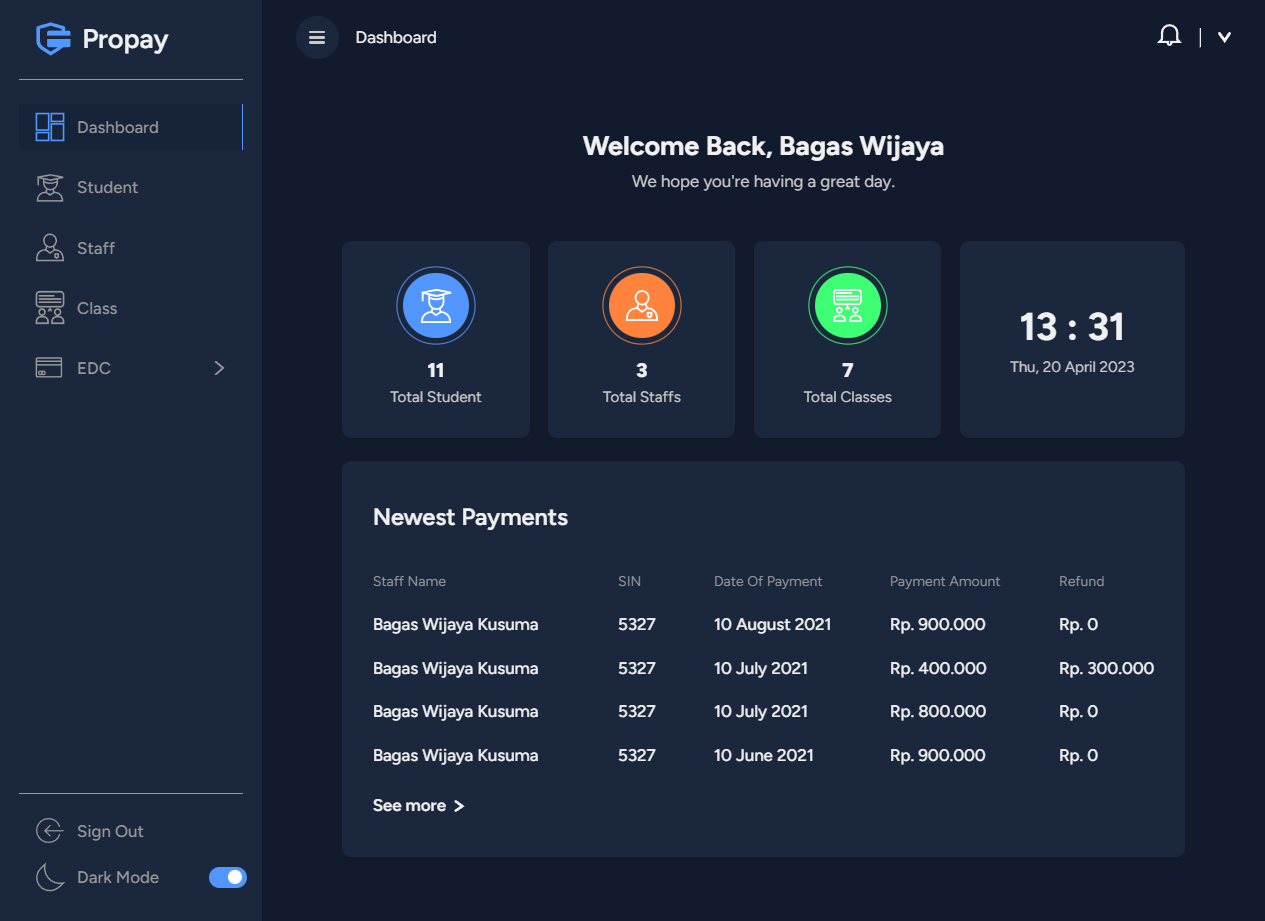 Propay
Dashboard
Student
Staff
Class
EDC
Sign Out
Dark Mode
Dashboard
Welcome Back, Bagas Wijaya
We hope you're having a great day.
11
Total Student
3
Total Staffs
7
Total Classes
13 : 31
Thu, 20 April 2023
Newest Payments
Staff Name SIN Date Of Payment Payment Amount Refund
Bagas Wijaya Kusuma 5327 10 August 2021 Rp. 900.000 Rp. 0
Bagas Wijaya Kusuma 5327 10 July 2021 Rp. 400.000 Rp. 300.000
Bagas Wijaya Kusuma 5327 10 July 2021 Rp. 800.000 Rp. 0
Bagas Wijaya Kusuma 5327 10 June 2021 Rp. 900.000 Rp. 0
See more